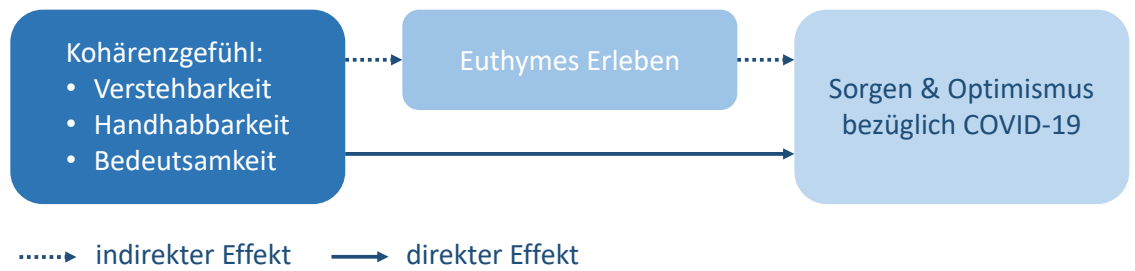 Kohärenzgefühl:
• Verstehbarkeit
• Handhabbarkeit
• Bedeutsamkeit
Euthymes Erleben
Sorgen & Optimismus
bezüglich COVID-19
indirekter Effekt
direkter Effekt